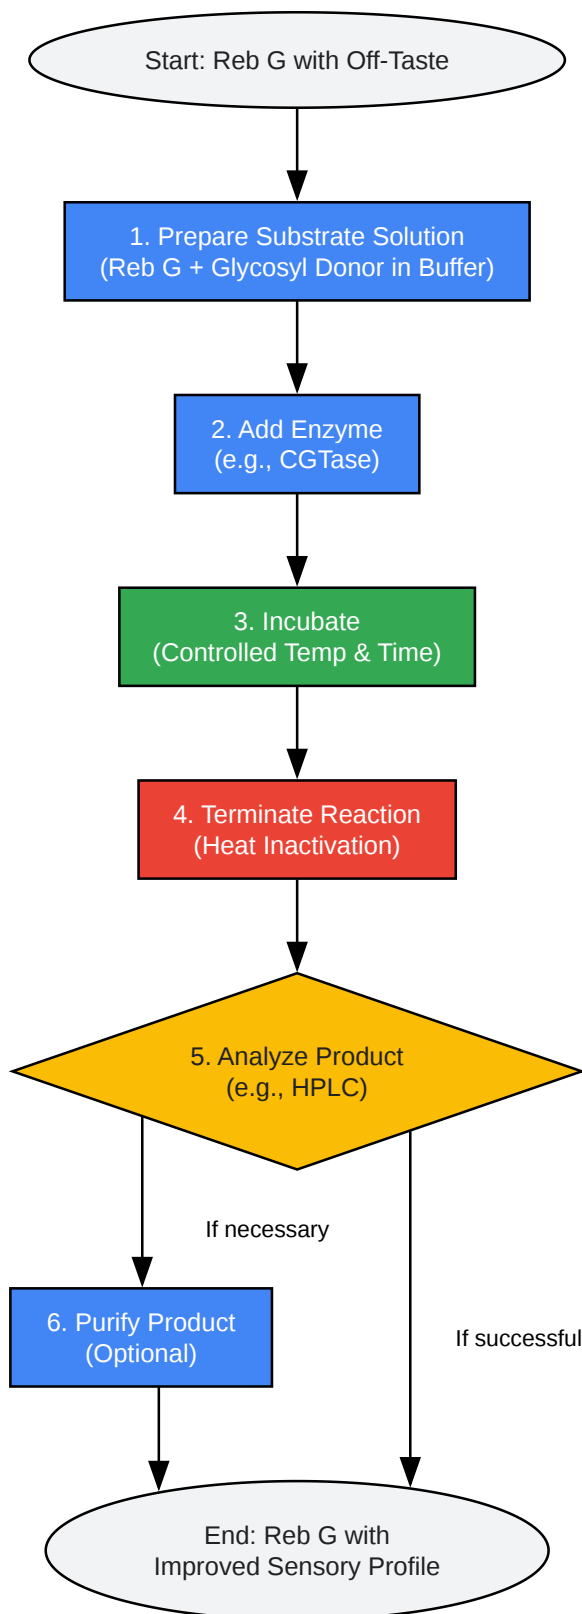 Start: Reb G with Off-Taste
1. Prepare Substrate Solution
(Reb G + Glycosyl Donor in Buffer)
2. Add Enzyme
(e.g., CGTase)
3. Incubate
(Controlled Temp & Time)
4. Terminate Reaction
(Heat Inactivation)
5. Analyze Product
(e.g., HPLC)
If necessary
6. Purify Product
(Optional)
If successful
End: Reb G with
Improved Sensory Profile